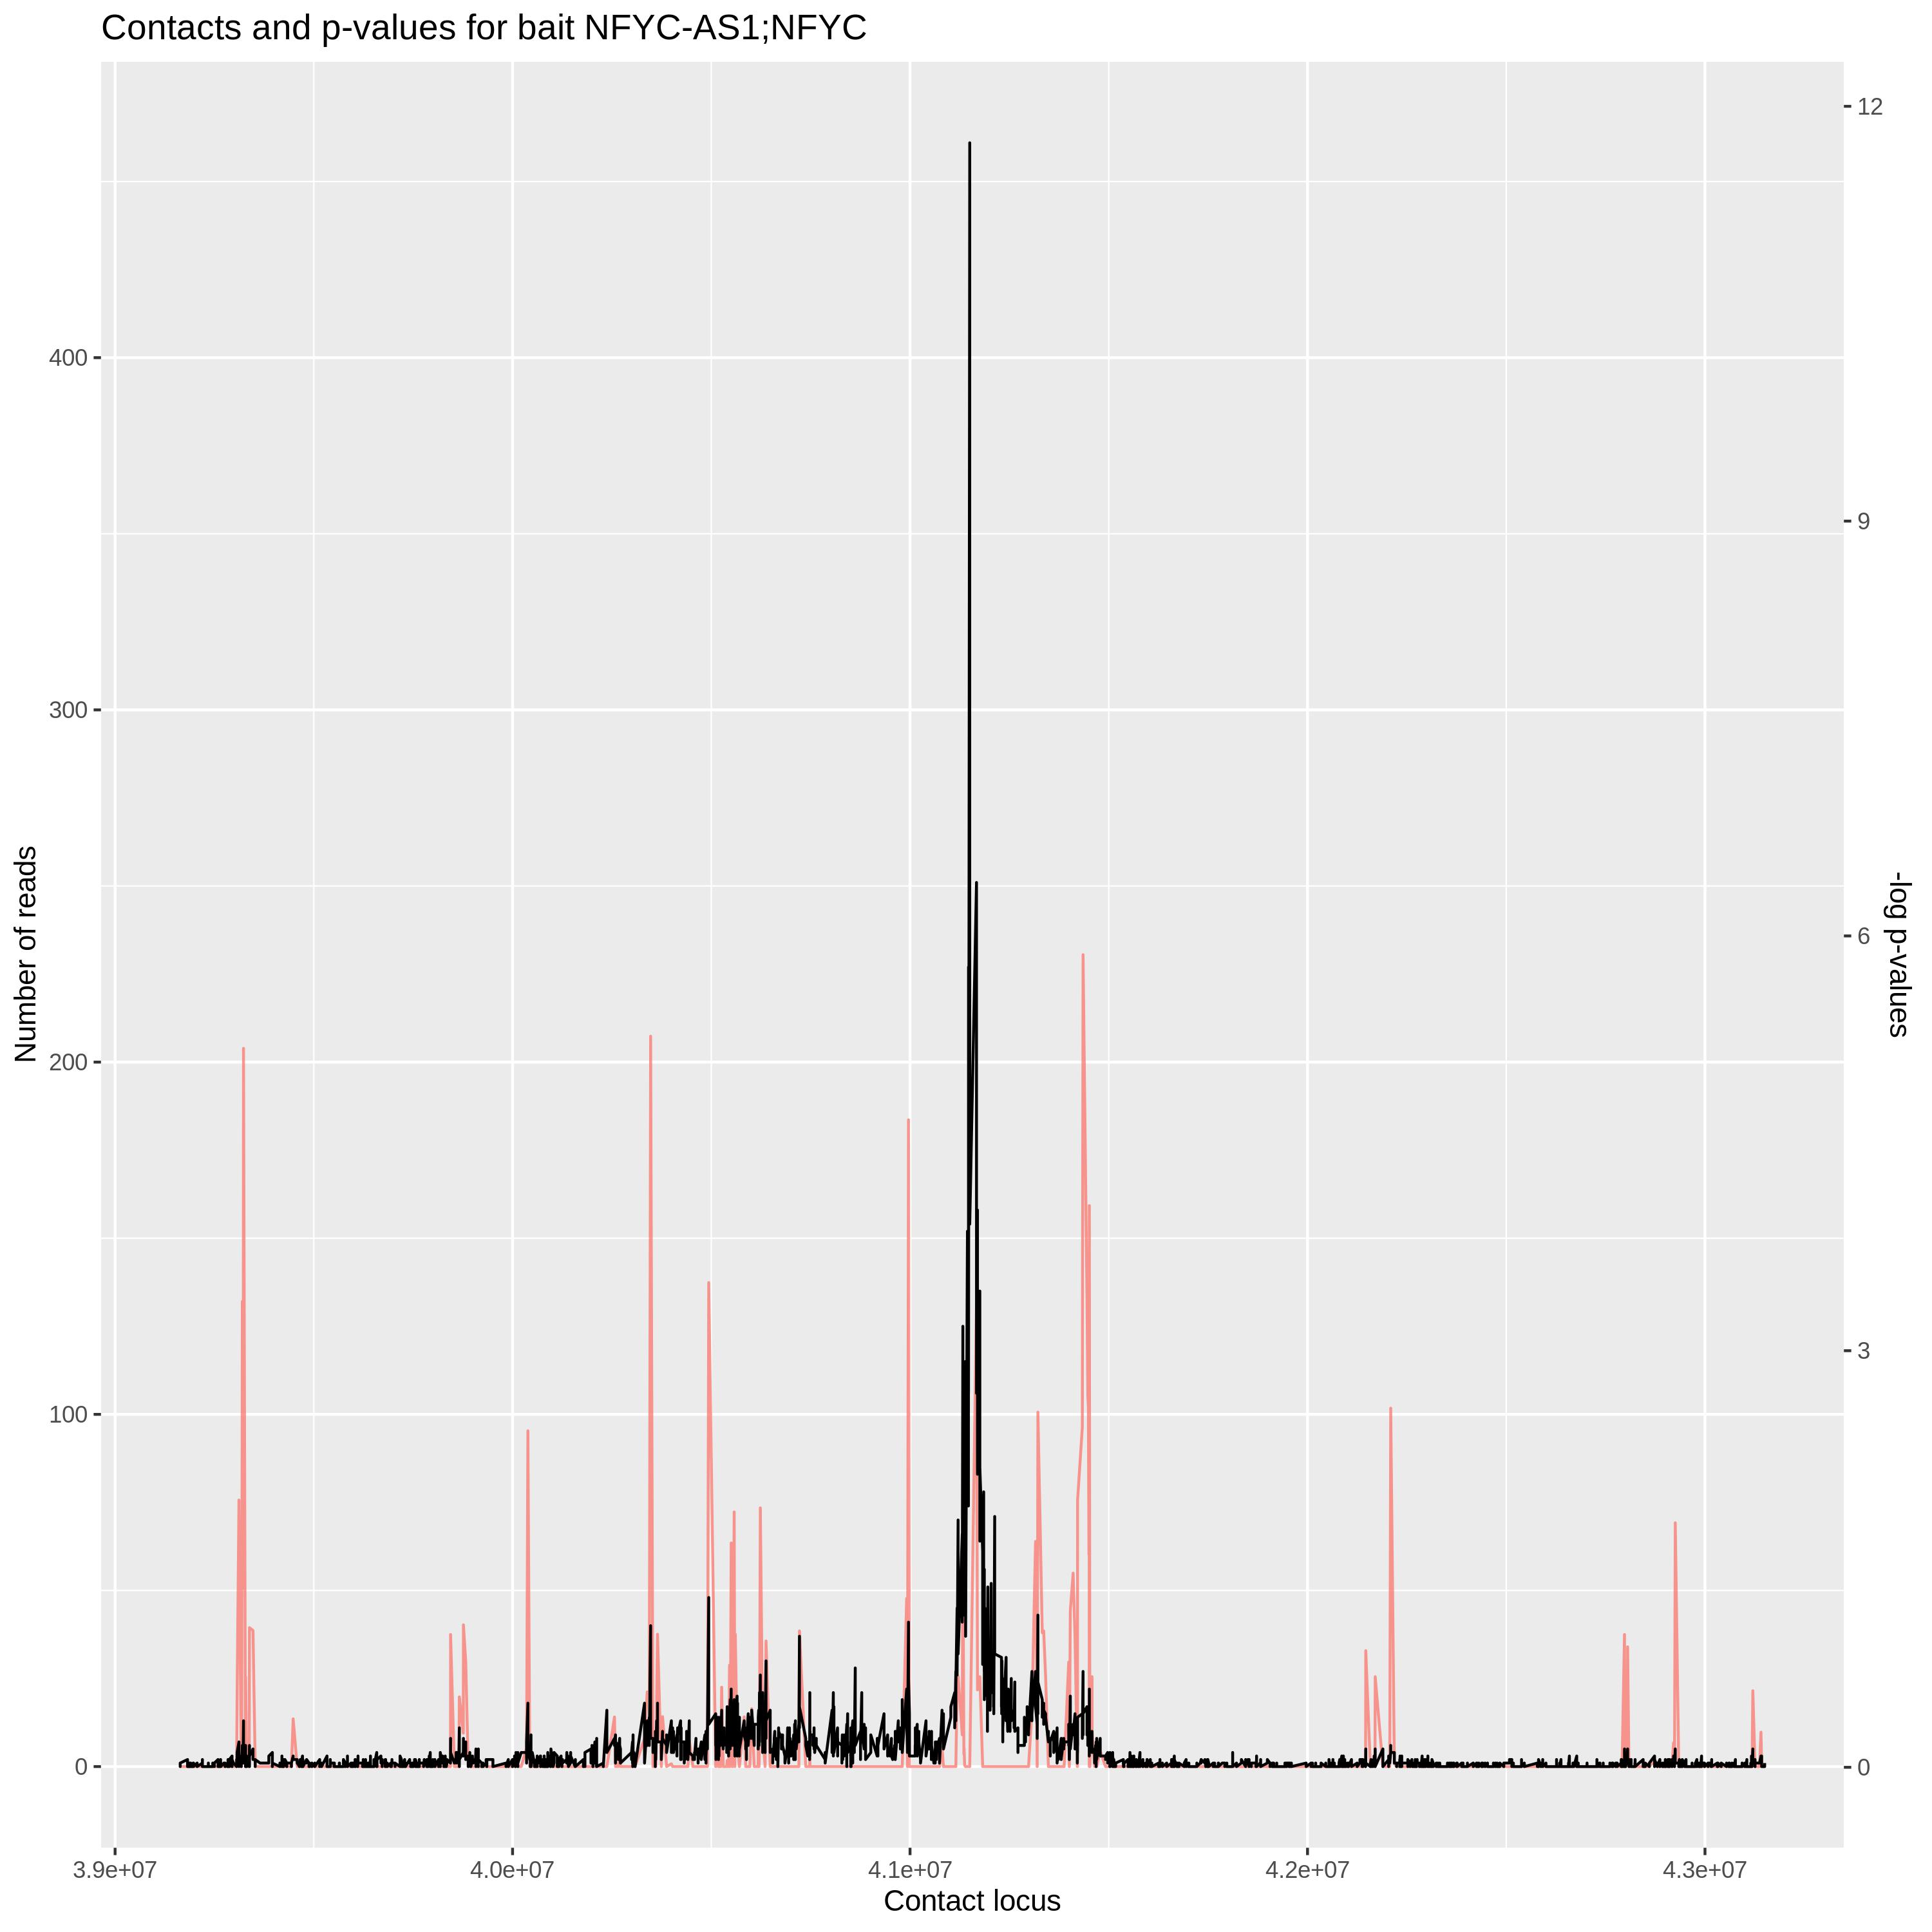 Contacts and p-values for bait NFYC-AS1;NFYC
12
9
6
3
0
-log p-values
400
300
200
100
0
Number of reads
3.9e+07 4.0e+07 4.1e+07 4.2e+07 4.3e+07
Contact locus